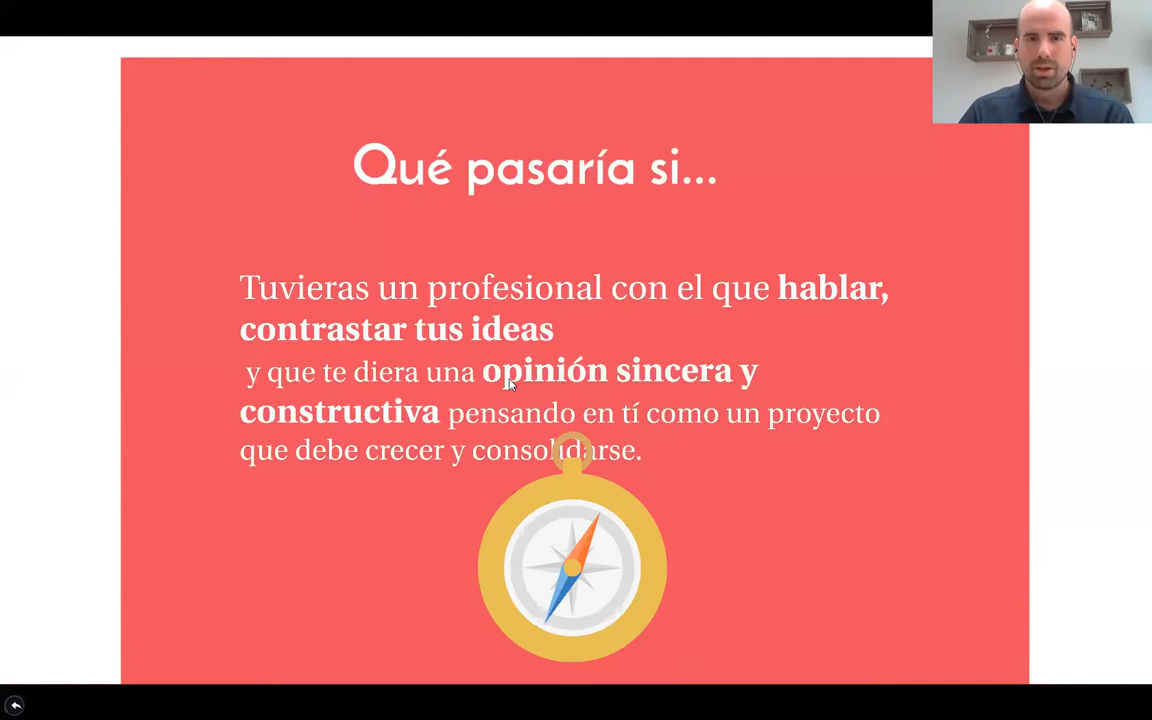 Qué pasaría si...
Tuvieras un profesional con el que hablar,
contrastar tus ideas
y que te diera una opinión sincera y
constructiva pensando en tí como un proyecto
que debe crecer y consolidarse.